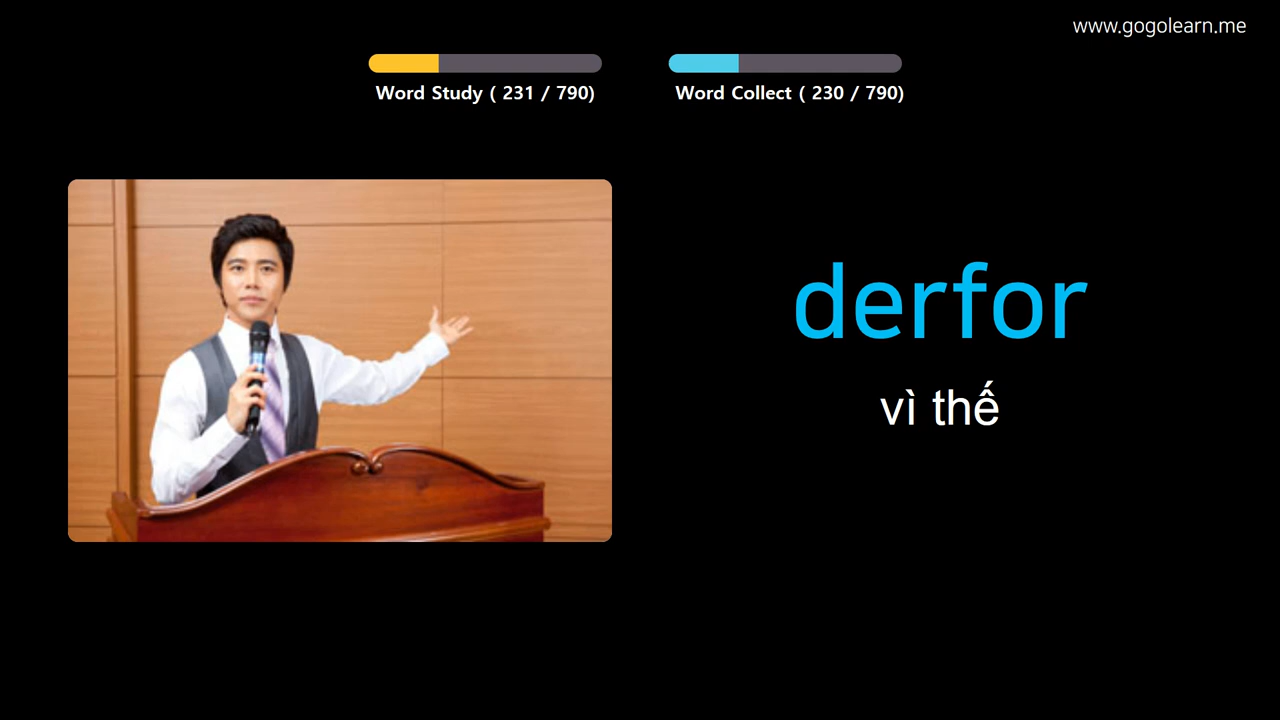 www.gogolearn.me
Word Study ( 231 / 790)
Word Collect ( 230 / 790)
derfor
vì thế